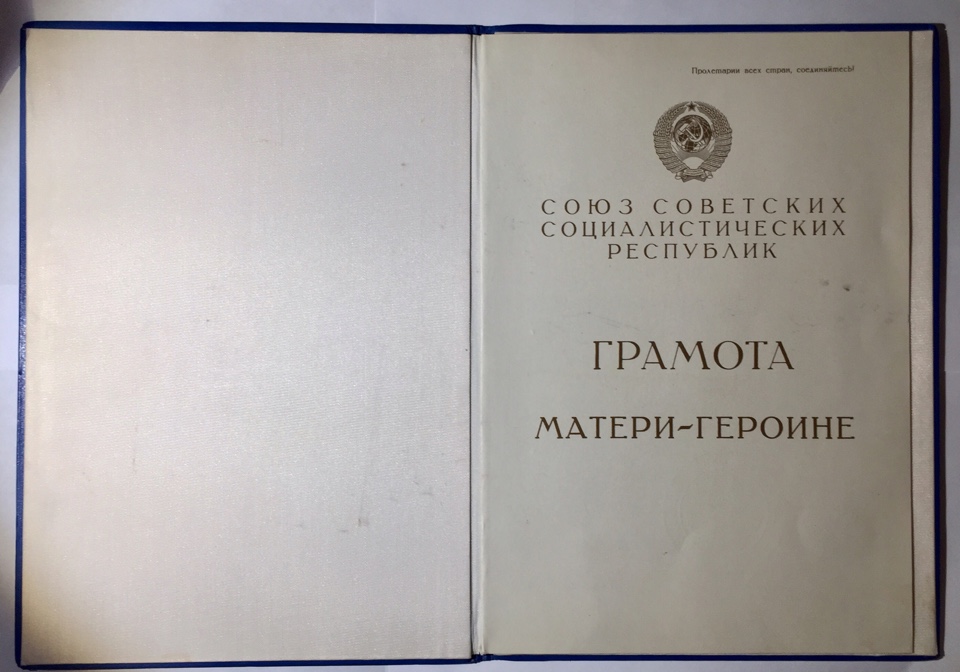 Пролетарии всех стран, соединяйтесь!
СОЮЗ СОВЕТСКИХ
СОЦИАЛИСТИЧЕСКИХ
РЕСПУБЛИК
ГРАМОТА
МАТЕРИ-ГЕРОИНЕ